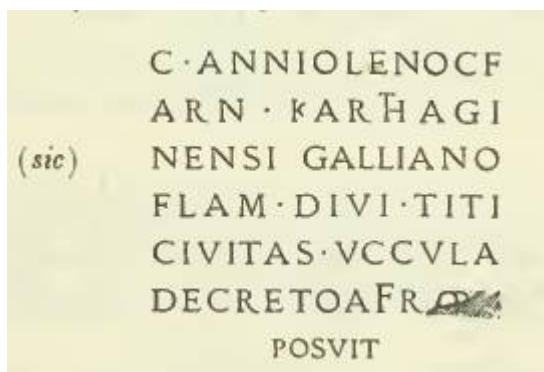 C · ANNIOLENOCF
ARN · KARTHAGI
(sic) NENSI GALLIANO
FLAM · DIVI · TITI
CIVITAS · VCCVLA
DECRETOAFR
POSVIT